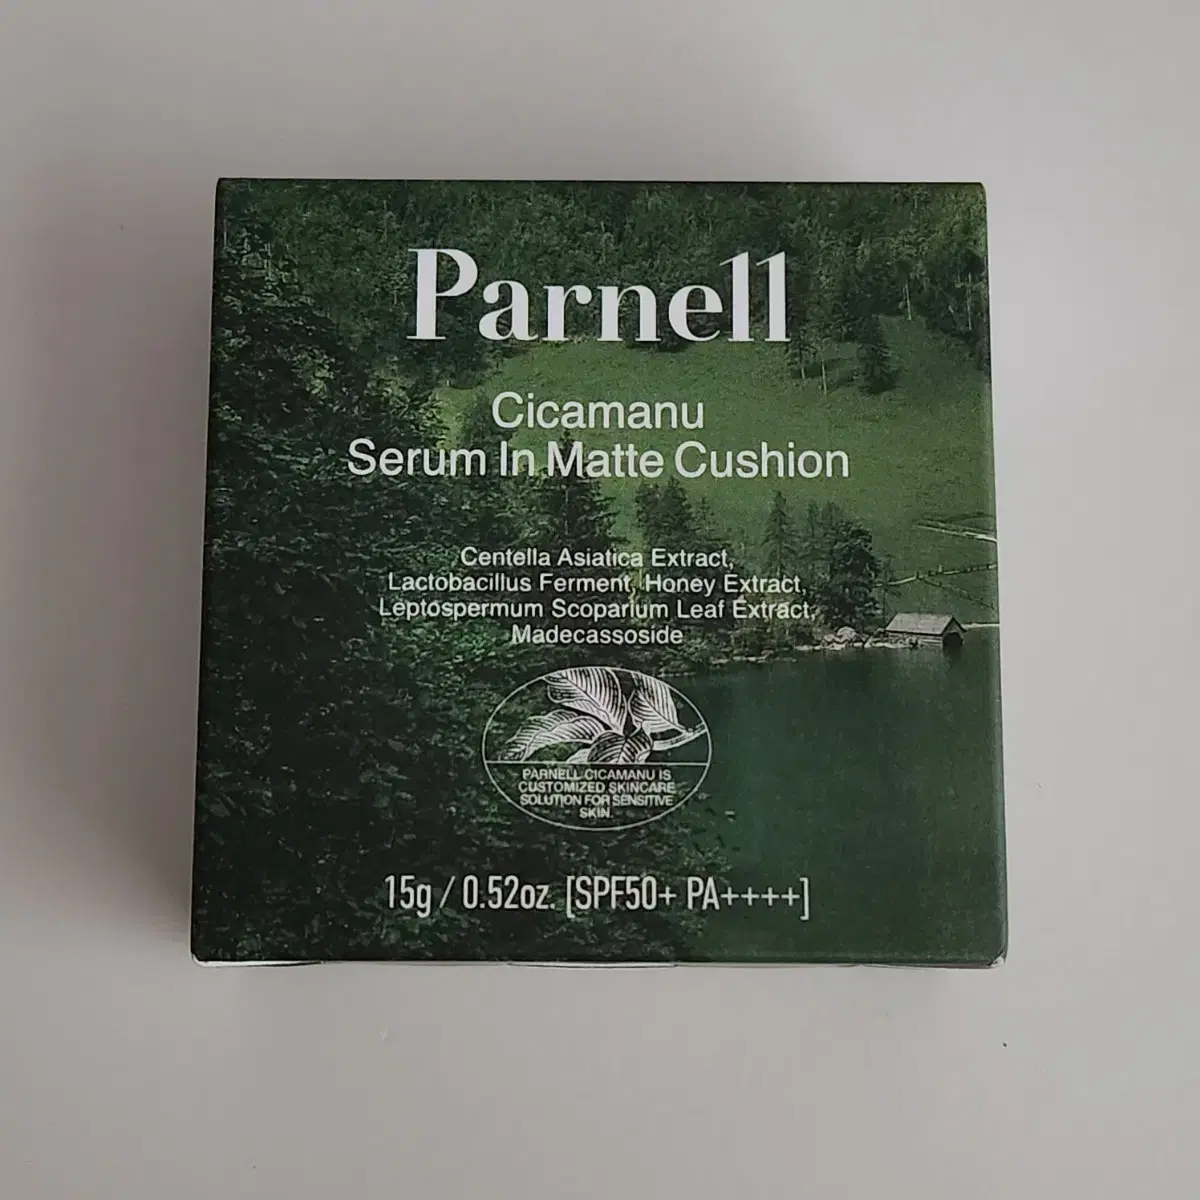 Parnell
Cicamanu
Serum In Matte Cushion
Centella Asiatica Extract,
Lactobacillus Ferment, Honey Extract,
Leptospermum Scoparium Leaf Extract,
Madecassoside
PARNELL CICAMANU IS
CUSTOMIZED SKINCARE
SOLUTION FOR SENSITIVE
SKIN.
15g / 0.52oz. [SPF50+ PA++++]